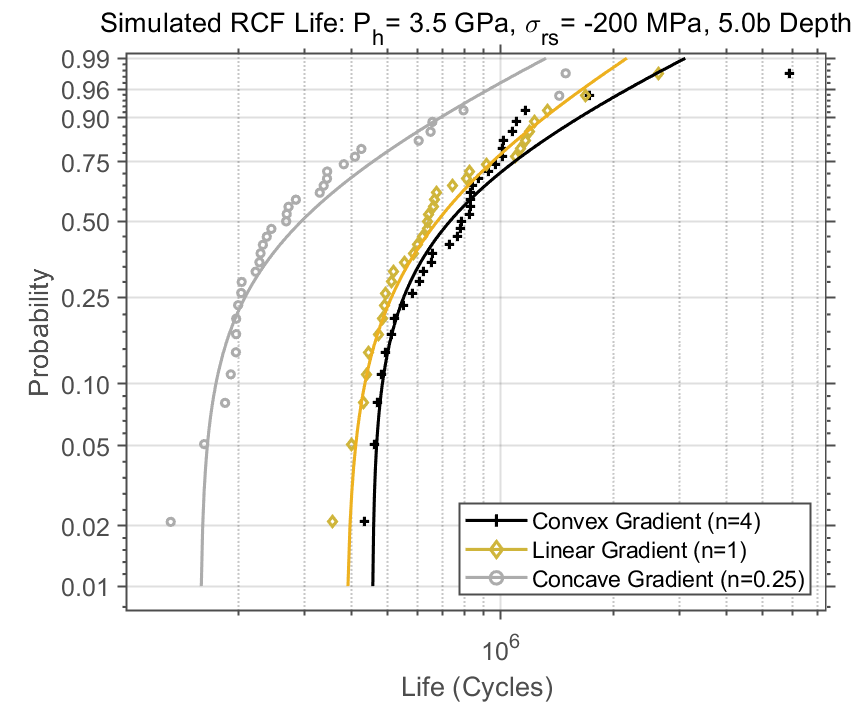 Simulated RCF Life: Pₕ= 3.5 GPa, σᵣₛ= -200 MPa, 5.0b Depth
0.99
0.96
0.90
0.75
0.50
0.25
0.10
0.05
0.02
0.01
Probability
Convex Gradient (n=4)
Linear Gradient (n=1)
Concave Gradient (n=0.25)
10⁶
Life (Cycles)